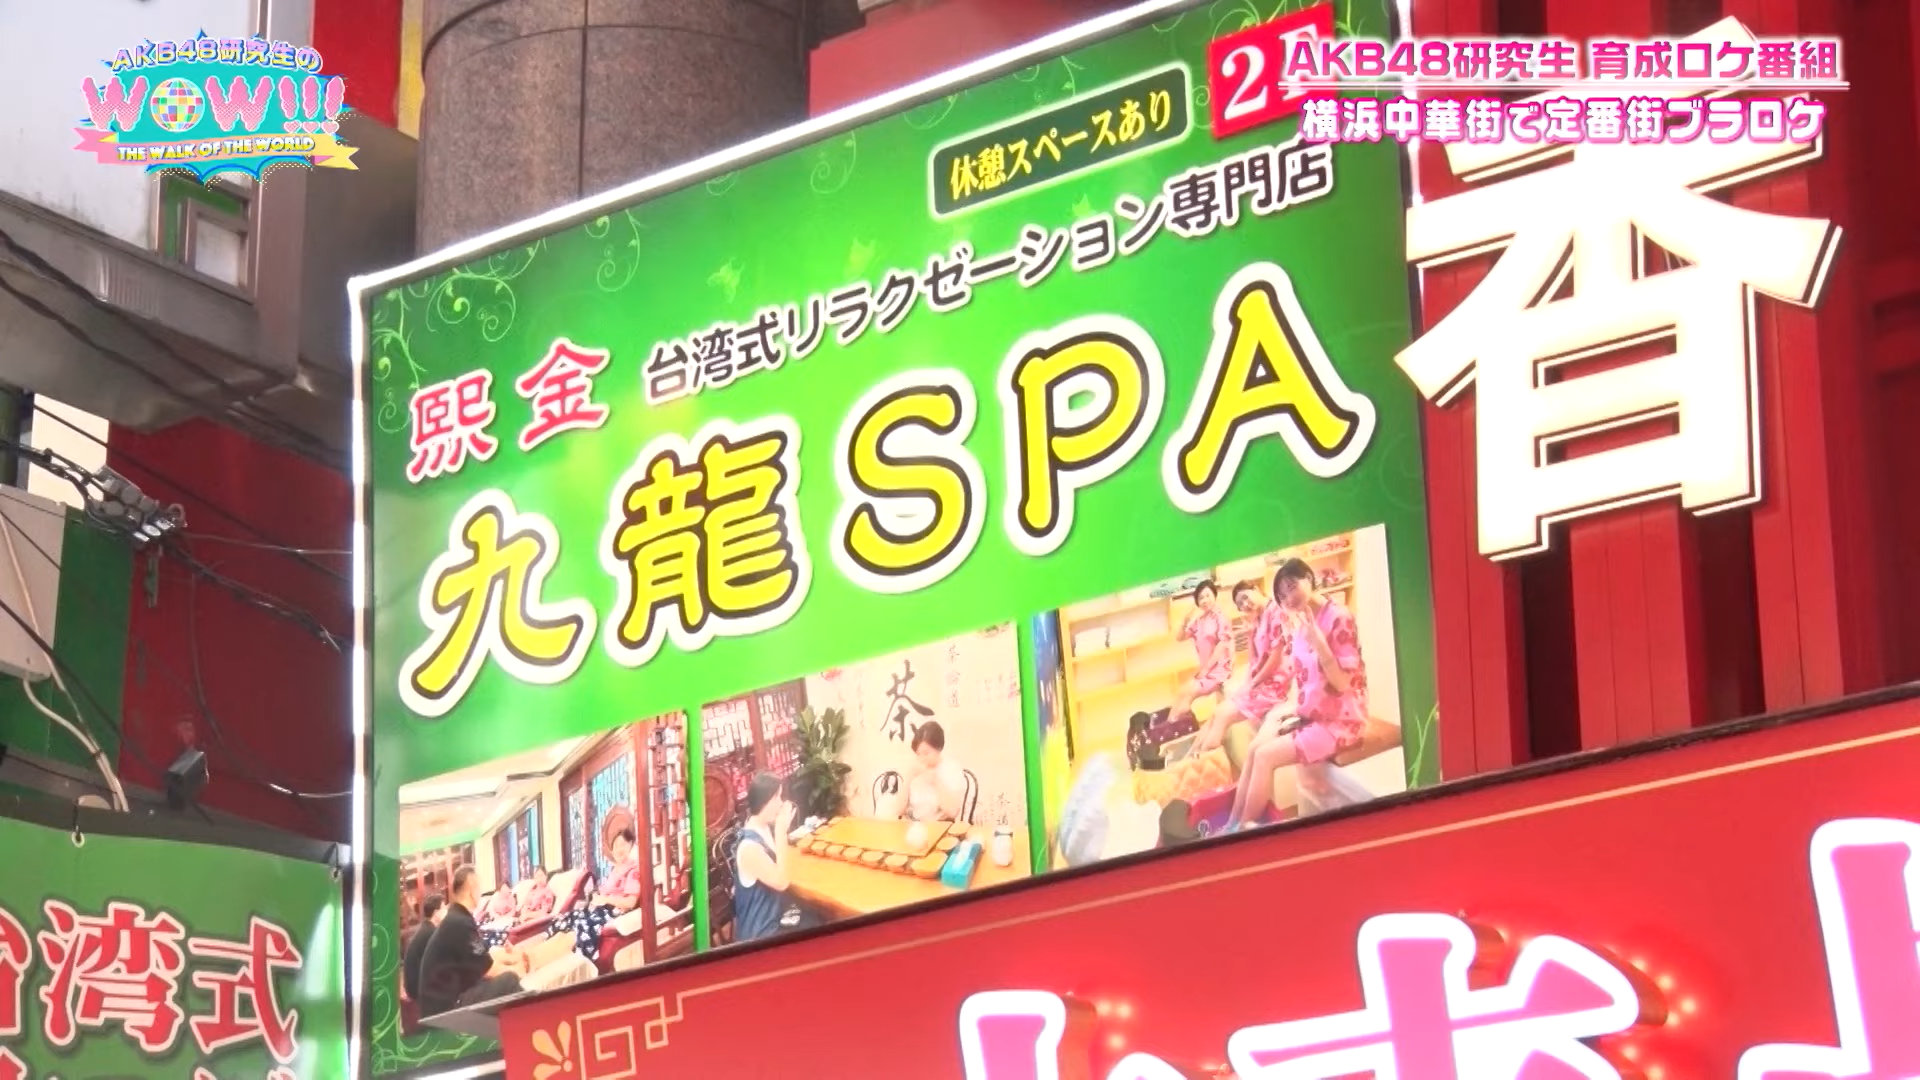 AKB48研究生の
WOW!!!
THE WALK OF THE WORLD
AKB48研究生 育成ロケ番組
横浜中華街で定番街ブラロケ
2F
休憩スペースあり
熙金 台湾式リラクゼーション専門店
九龍SPA
茶
香
台湾式